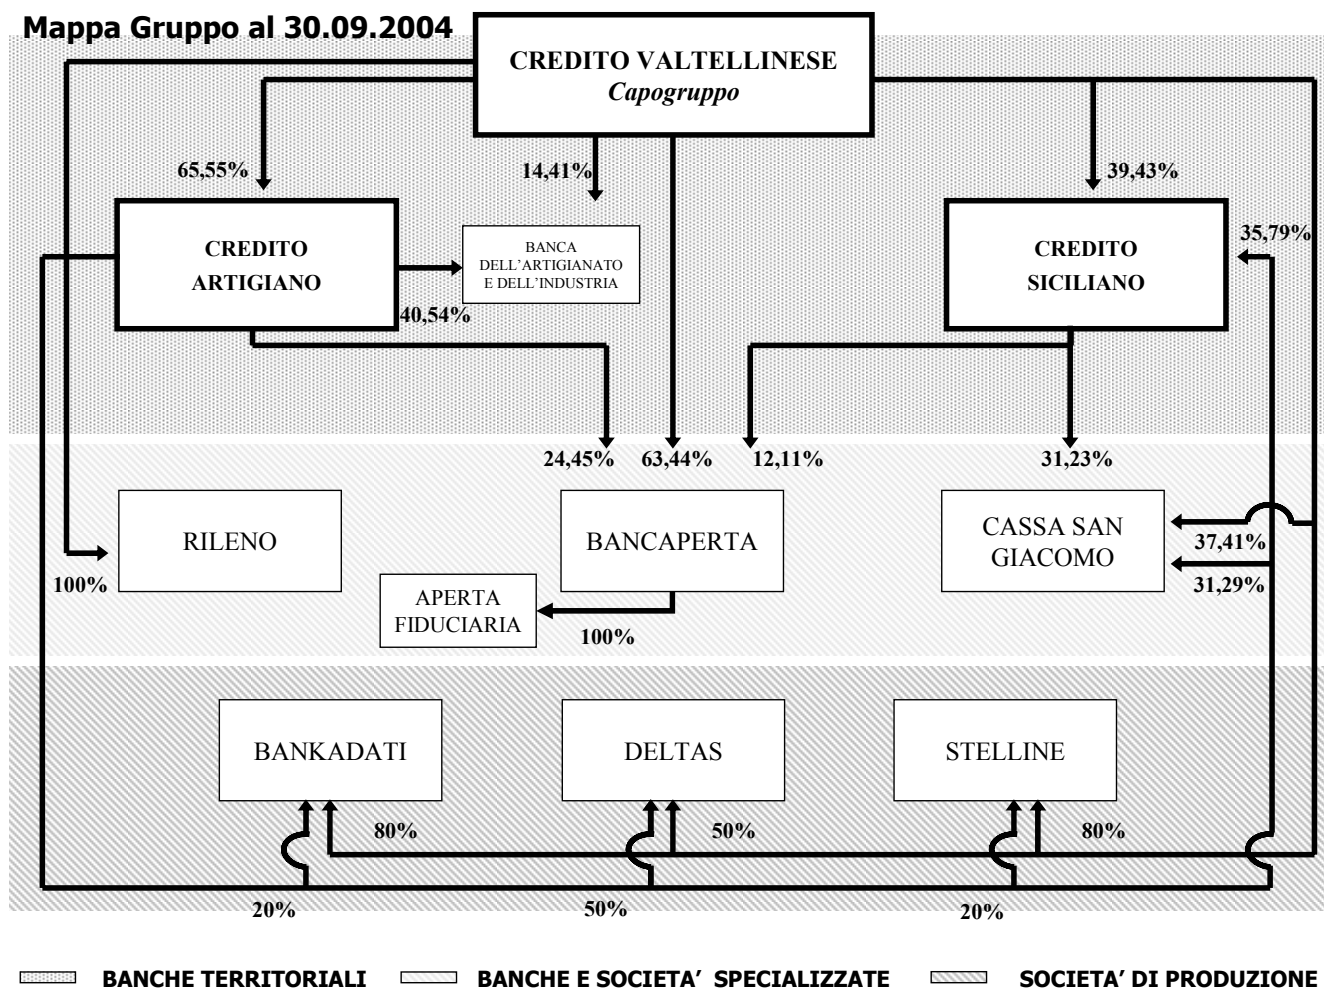 Mappa Gruppo al 30.09.2004
CREDITO VALTELLINESE
Capogruppo
65,55%
14,41%
39,43%
CREDITO
ARTIGIANO
BANCA
DELL'ARTIGIANATO
E DELL'INDUSTRIA
CREDITO
SICILIANO
35,79%
40,54%
24,45%
63,44%
12,11%
31,23%
RILENO
BANCAPERTA
CASSA SAN
GIACOMO
37,41%
31,29%
100%
APERTA
FIDUCIARIA
100%
BANKADATI
DELTAS
STELLINE
80%
50%
80%
20%
50%
20%
BANCHE TERRITORIALI
BANCHE E SOCIETA’ SPECIALIZZATE
SOCIETA’ DI PRODUZIONE